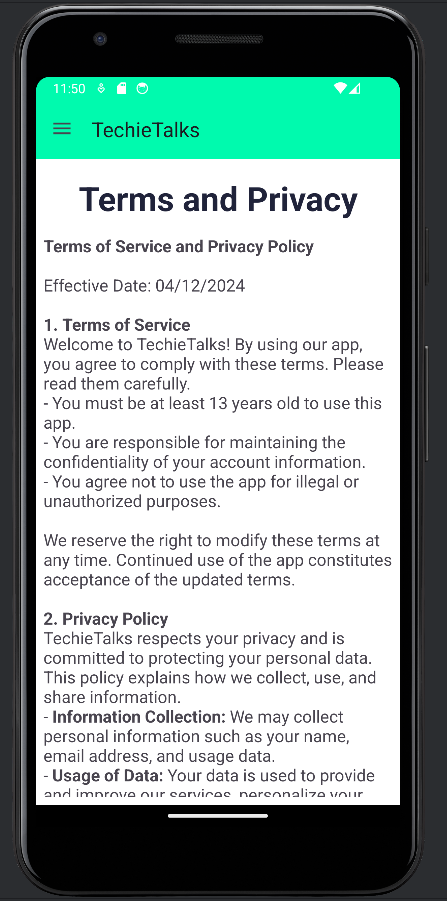 11:50
TechieTalks
Terms and Privacy
Terms of Service and Privacy Policy
Effective Date: 04/12/2024
1. Terms of Service
Welcome to TechieTalks! By using our app,
you agree to comply with these terms. Please
read them carefully.
- You must be at least 13 years old to use this
app.
- You are responsible for maintaining the
confidentiality of your account information.
- You agree not to use the app for illegal or
unauthorized purposes.
We reserve the right to modify these terms at
any time. Continued use of the app constitutes
acceptance of the updated terms.
2. Privacy Policy
TechieTalks respects your privacy and is
committed to protecting your personal data.
This policy explains how we collect, use, and
share information.
- Information Collection: We may collect
personal information such as your name,
email address, and usage data.
- Usage of Data: Your data is used to provide
and improve our services, personalize your